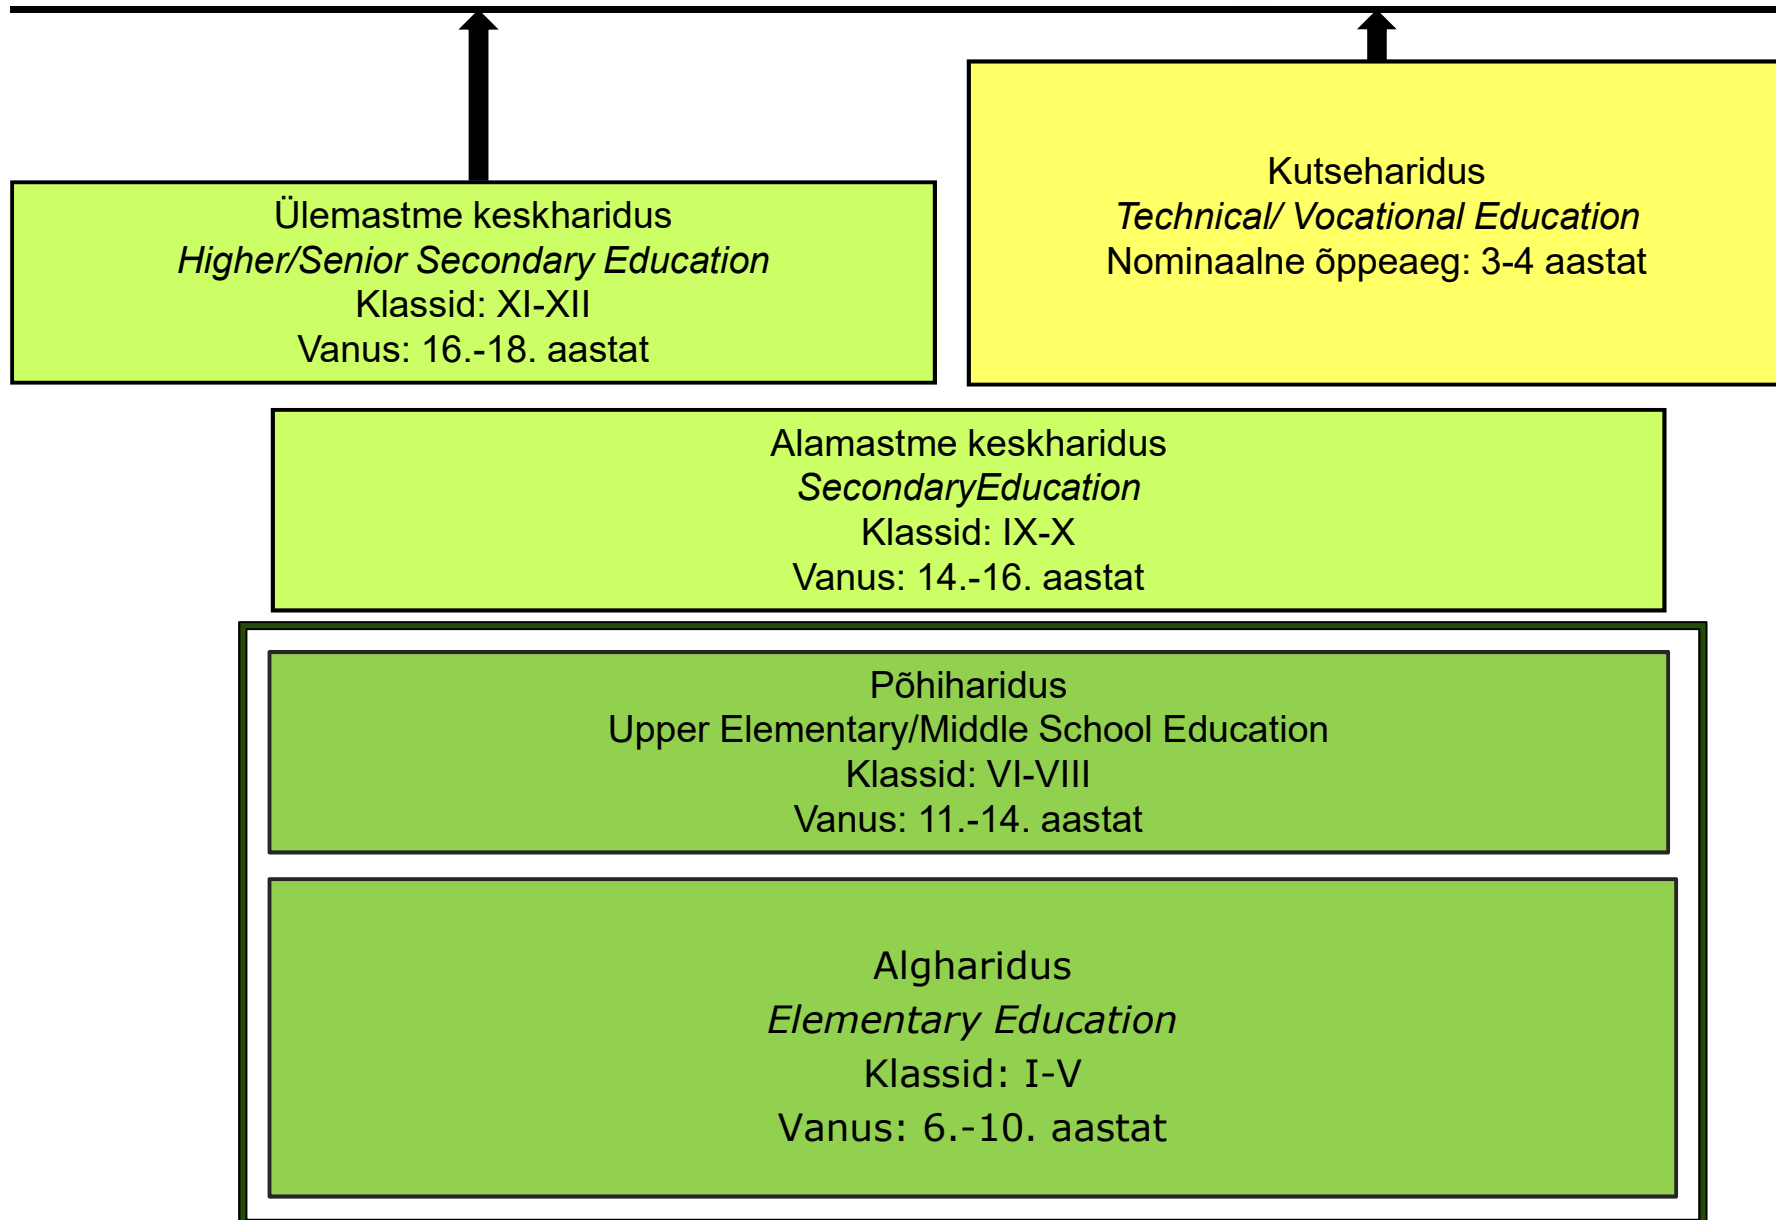 Ülemastme keskharidus
Higher/Senior Secondary Education
Klassid: XI-XII
Vanus: 16.-18. aastat
Kutseharidus
Technical/ Vocational Education
Nominaalne õppeaeg: 3-4 aastat
Alamastme keskharidus
SecondaryEducation
Klassid: IX-X
Vanus: 14.-16. aastat
Põhiharidus
Upper Elementary/Middle School Education
Klassid: VI-VIII
Vanus: 11.-14. aastat
Algharidus
Elementary Education
Klassid: I-V
Vanus: 6.-10. aastat